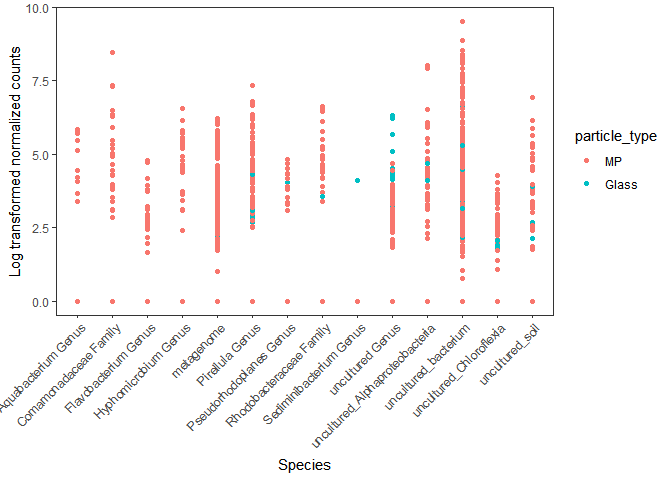 10.0
7.5
5.0
2.5
0.0
Log transformed normalized counts
Aquabacterium Genus
Comamonadaceae Family
Flavobacterium Genus
Hyphomicrobium Genus
metagenome
Pirellula Genus
Pseudorhodoplanes Genus
Rhodobacteraceae Family
Sediminibacterium Genus
uncultured Genus
uncultured_Alphaproteobacteria
uncultured_bacterium
uncultured_Chloroflexia
uncultured_soil
Species
particle_type
MP
Glass